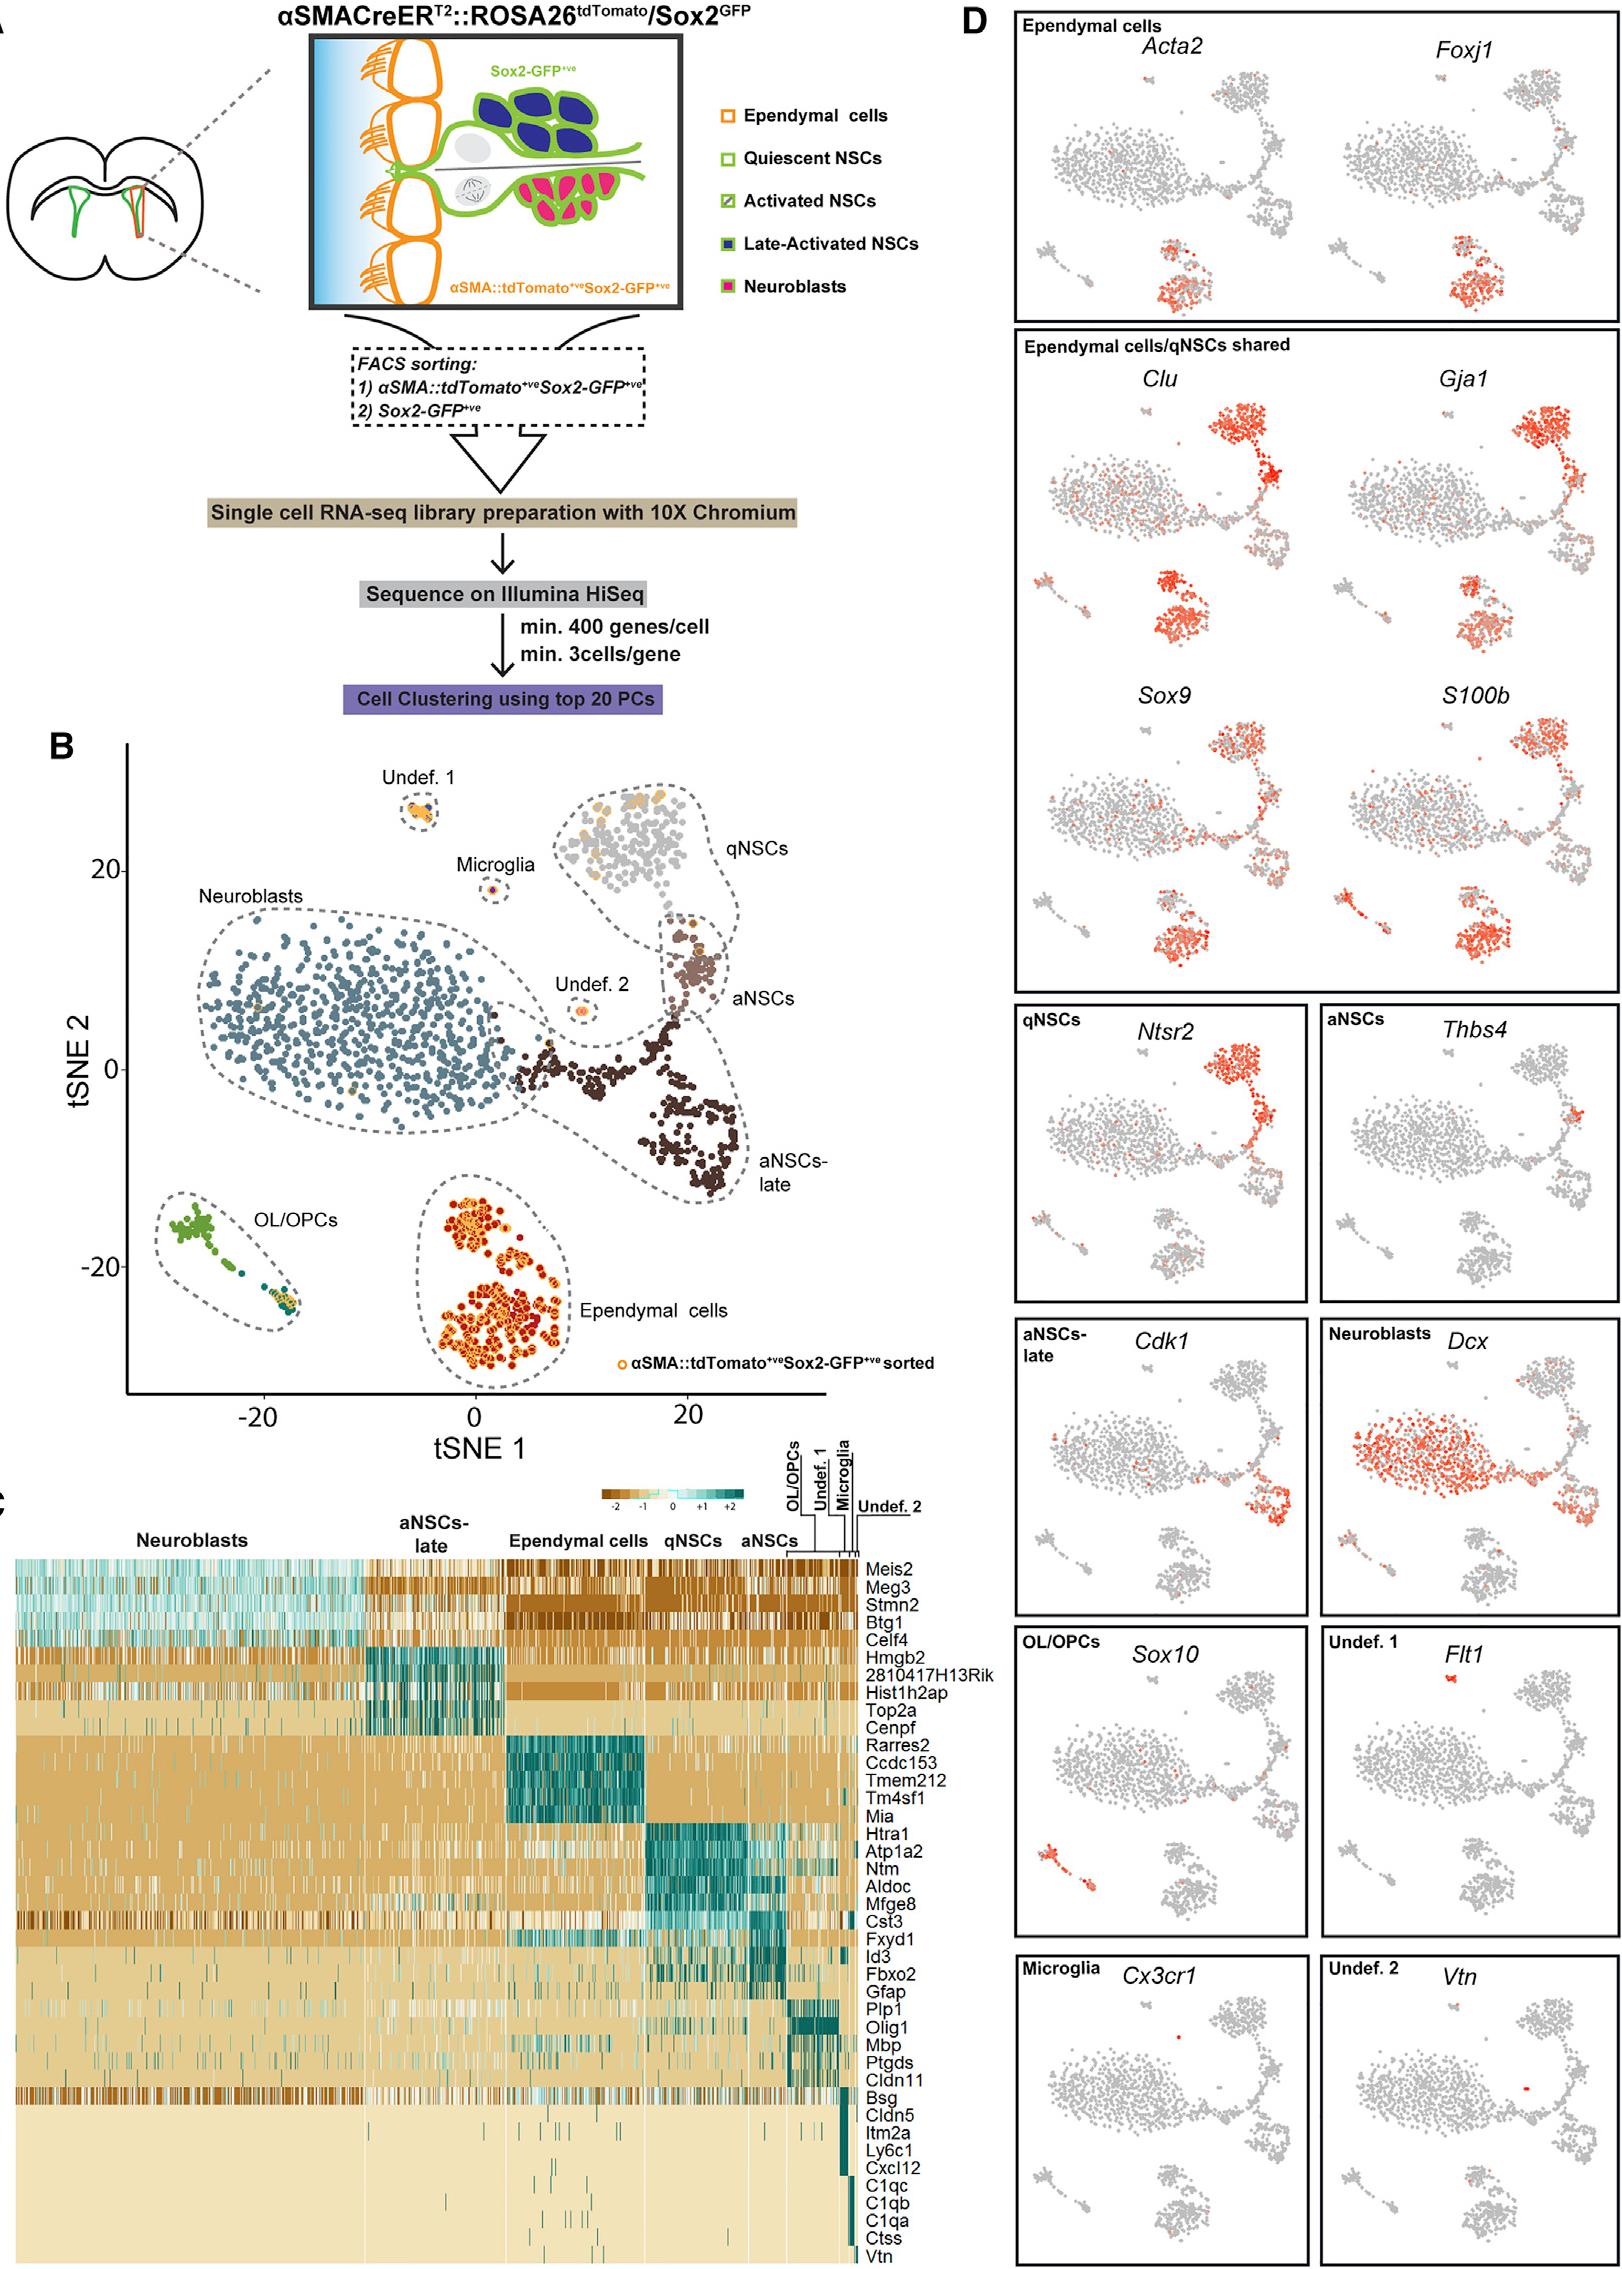 αSMACreERT2::ROSA26tdTomato/Sox2GFP
Sox2-GFP+ve
αSMA::tdTomato+veSox2-GFP+ve
Ependymal cells
Quiescent NSCs
Activated NSCs
Late-Activated NSCs
Neuroblasts
FACS sorting:
1) αSMA::tdTomato+veSox2-GFP+ve
2) Sox2-GFP+ve
Single cell RNA-seq library preparation with 10X Chromium
Sequence on Illumina HiSeq
min. 400 genes/cell
min. 3cells/gene
Cell Clustering using top 20 PCs
B
Undef. 1
Microglia
qNSCs
Neuroblasts
Undef. 2
aNSCs
aNSCs-
late
OL/OPCs
Ependymal cells
αSMA::tdTomato+veSox2-GFP+ve sorted
tSNE 2
20
0
-20
-20
0
20
tSNE 1
-2 -1 0 +1 +2
OL/OPCs
Undef. 1
Microglia
Undef. 2
Neuroblasts
aNSCs-
late
Ependymal cells
qNSCs
aNSCs
Meis2
Meg3
Stmn2
Btg1
Celf4
Hmgb2
2810417H13Rik
Hist1h2ap
Top2a
Cenpf
Rarres2
Ccdc153
Tmem212
Tm4sf1
Mia
Htra1
Atp1a2
Ntm
Aldoc
Mfge8
Cst3
Fxyd1
Id3
Fbxo2
Gfap
Plp1
Olig1
Mbp
Ptgds
Cldn11
Bsg
Cldn5
Itm2a
Ly6c1
Cxcl12
C1qc
C1qb
C1qa
Ctss
Vtn
D
Ependymal cells
Acta2
Foxj1
Ependymal cells/qNSCs shared
Clu
Gja1
Sox9
S100b
qNSCs
Ntsr2
aNSCs
Thbs4
aNSCs-
late
Cdk1
Neuroblasts
Dcx
OL/OPCs
Sox10
Undef. 1
Flt1
Microglia
Cx3cr1
Undef. 2
Vtn